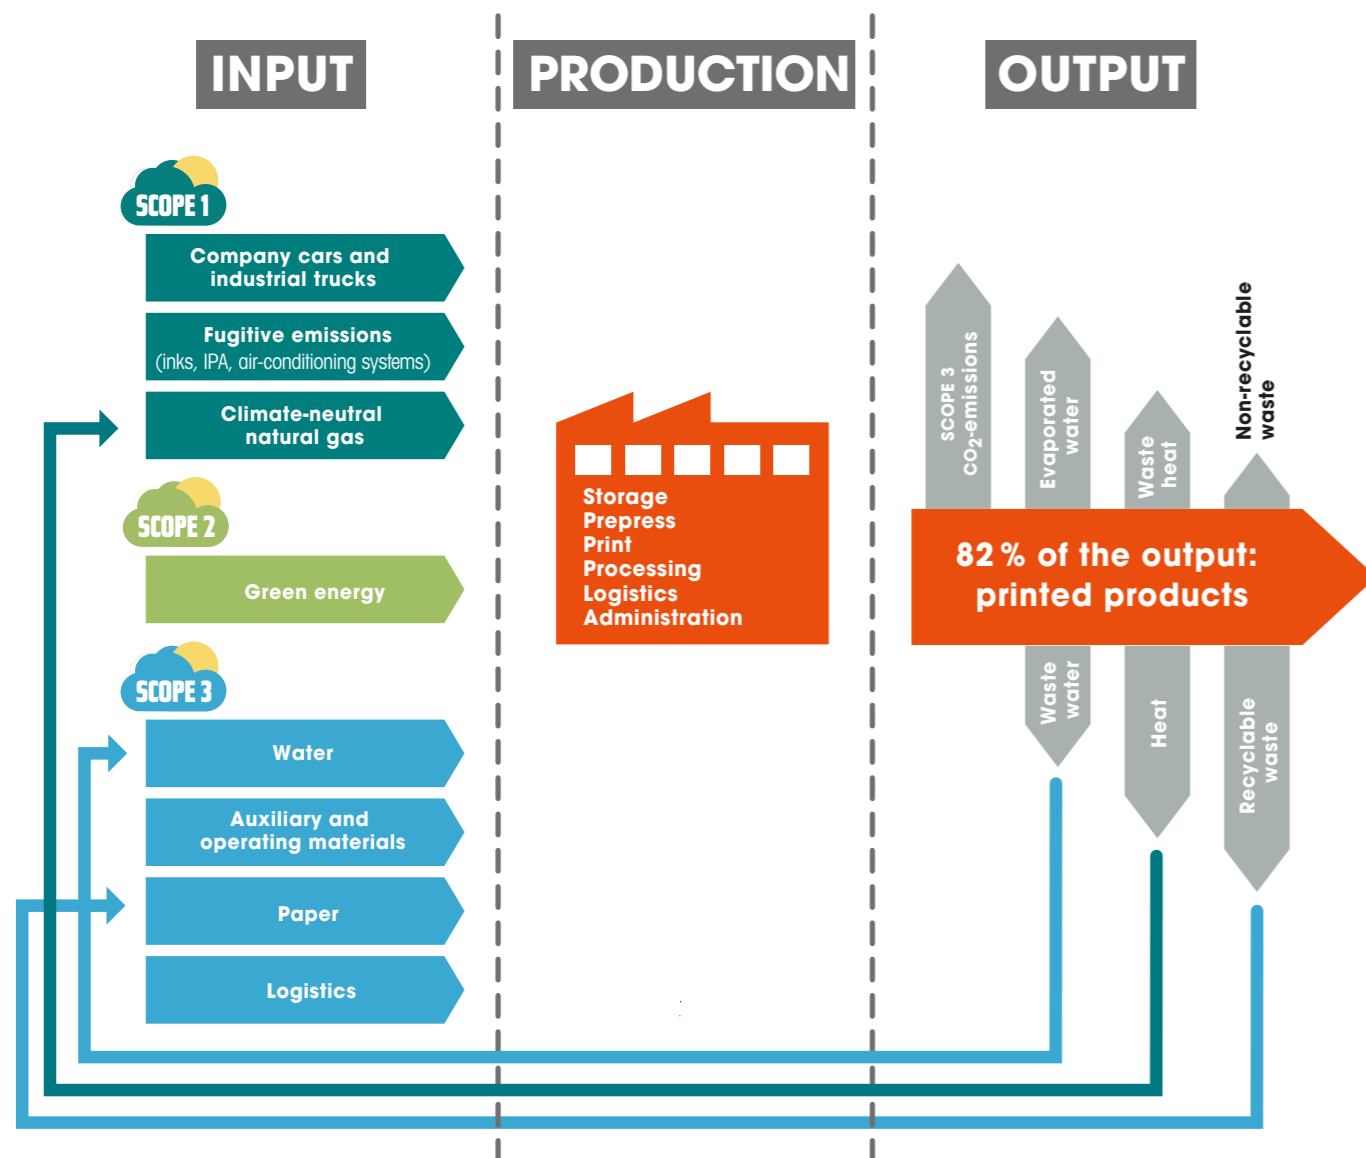 INPUT
PRODUCTION
OUTPUT
SCOPE 1
Company cars and
industrial trucks
Fugitive emissions
(inks, IPA, air-conditioning systems)
Climate-neutral
natural gas
SCOPE 2
Green energy
SCOPE 3
Water
Auxiliary and
operating materials
Paper
Logistics
Storage
Prepress
Print
Processing
Logistics
Administration
SCOPE 3
CO₂-emissions
Evaporated
water
Waste
heat
Non-recyclable
waste
82 % of the output:
printed products
Waste
water
Heat
Recyclable
waste